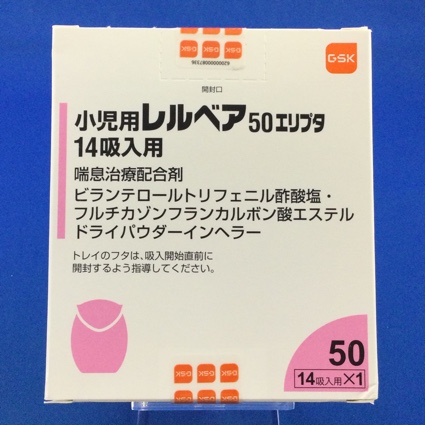 GSK
6200000000087596
開封口
小児用レルベア50エリプタ
14吸入用
喘息治療配合剤
ビランテロールトリフェニル酢酸塩・
フルチカゾンフランカルボン酸エステル
ドライパウダーインヘラー
トレイのフタは、吸入開始直前に
開封するよう指導してください。
50
14吸入用×1
GSK GSK
GSK GSK